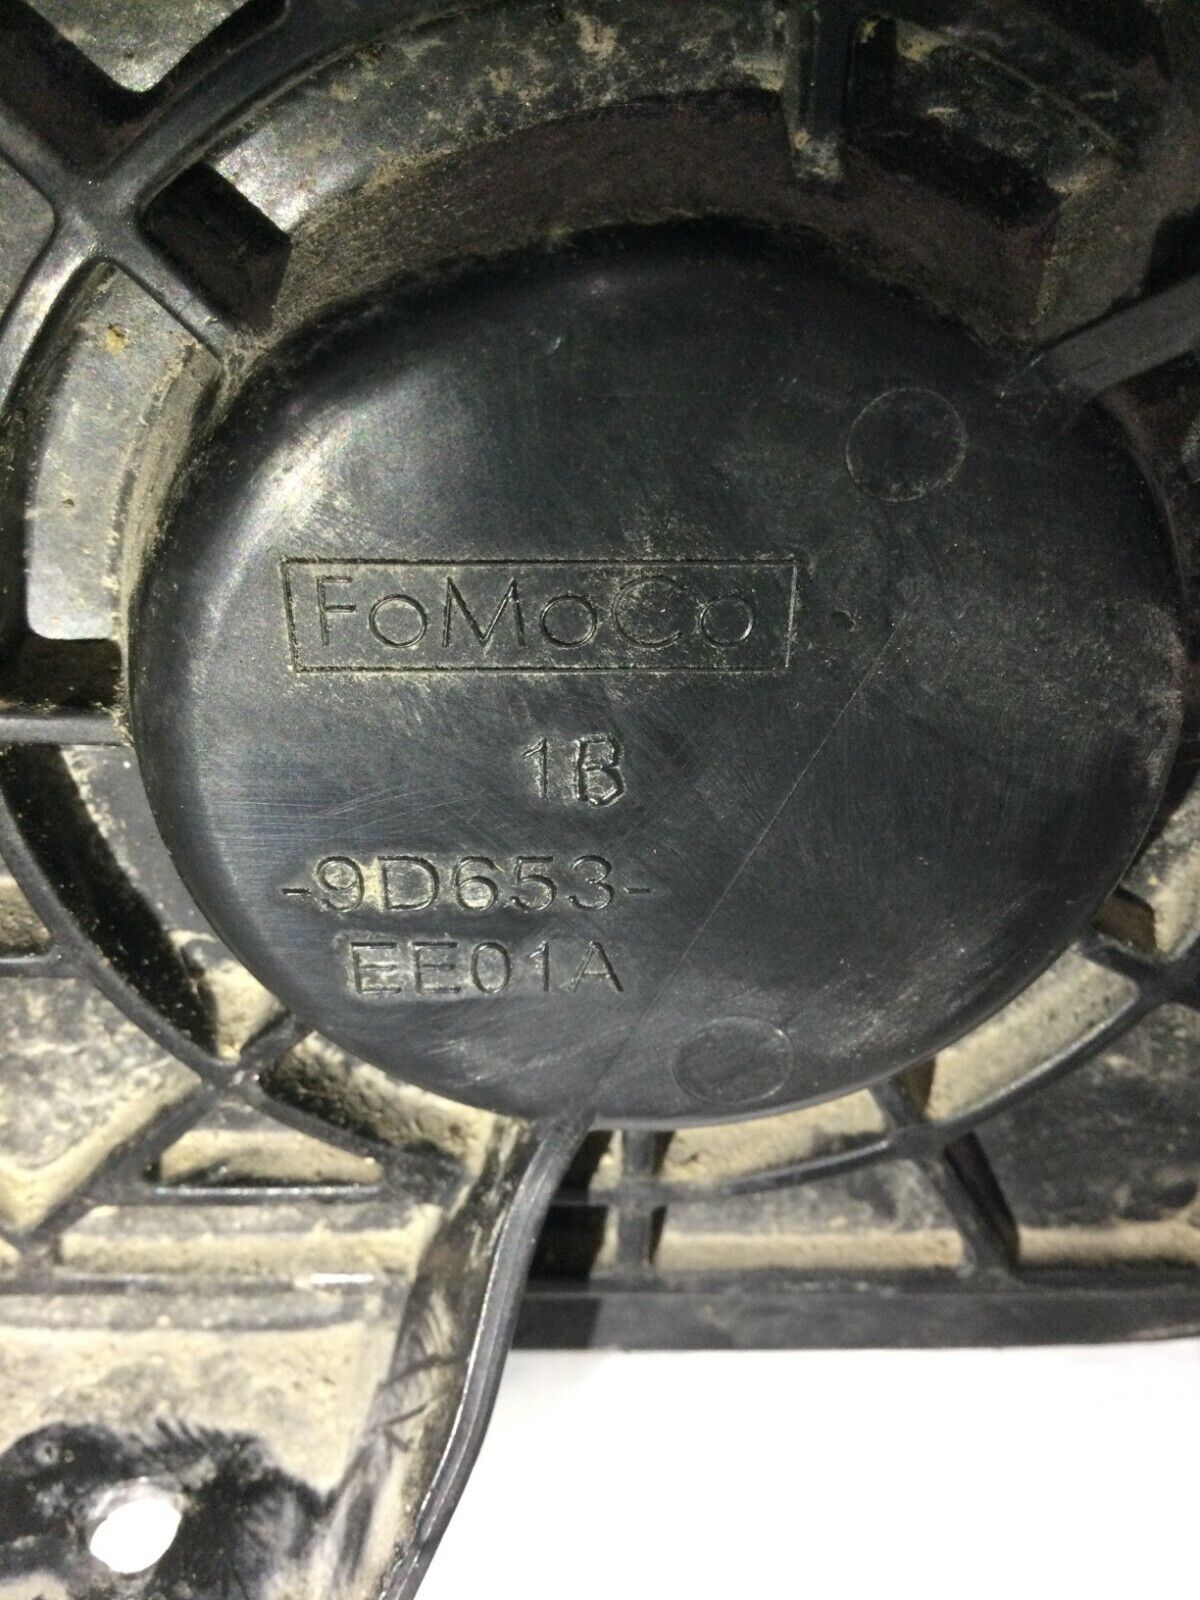 FoMoCo
1B
-9D653-
EE01A